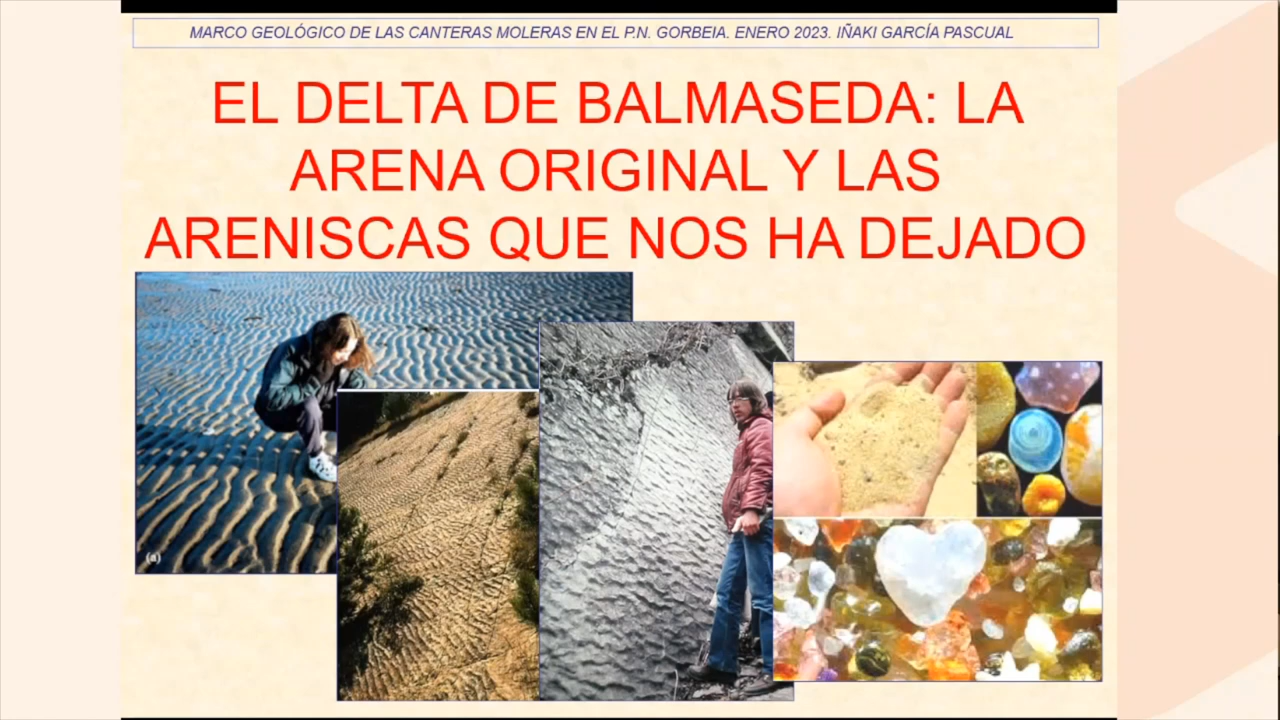 MARCO GEOLÓGICO DE LAS CANTERAS MOLERAS EN EL P.N. GORBEIA. ENERO 2023. IÑAKI GARCÍA PASCUAL
EL DELTA DE BALMASEDA: LA
ARENA ORIGINAL Y LAS
ARENISCAS QUE NOS HA DEJADO
(a)